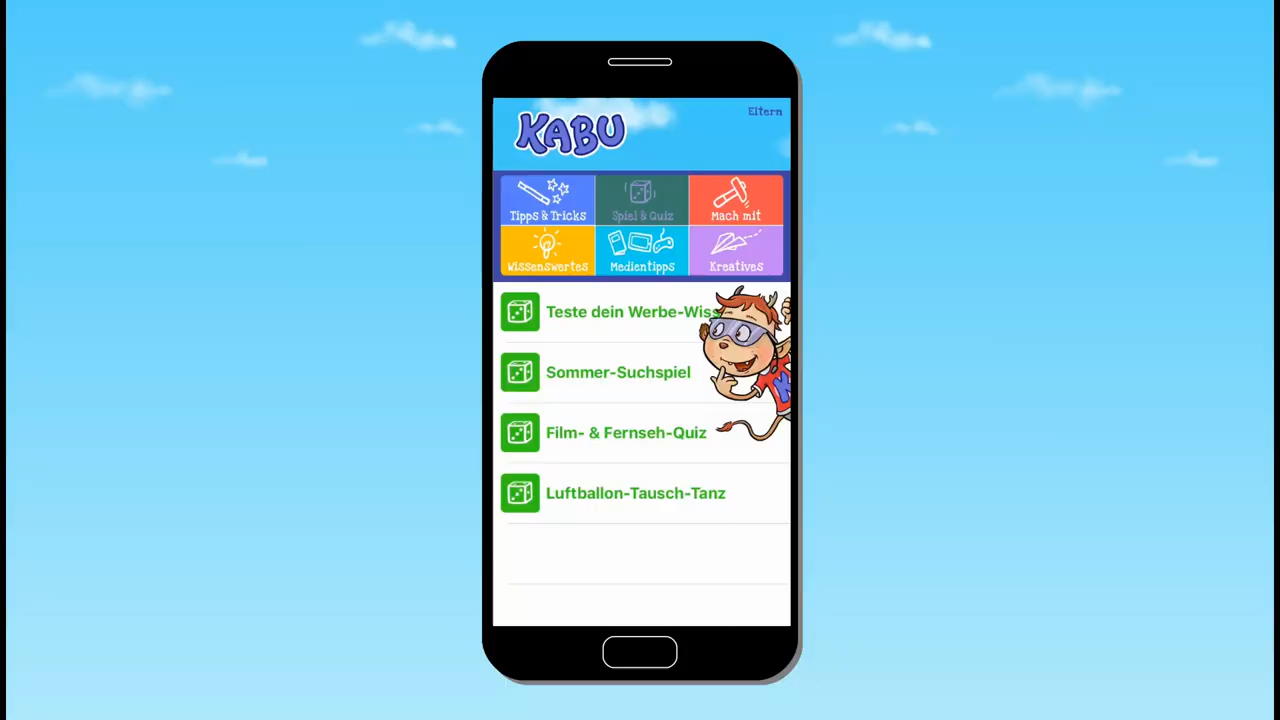 KABU
Eltern
Tipps & Tricks
Spiel & Quiz
Mach mit
Wissenswertes
Medientipps
Kreatives
Teste dein Werbe-Wiss
Sommer-Suchspiel
Film- & Fernseh-Quiz
Luftballon-Tausch-Tanz
K